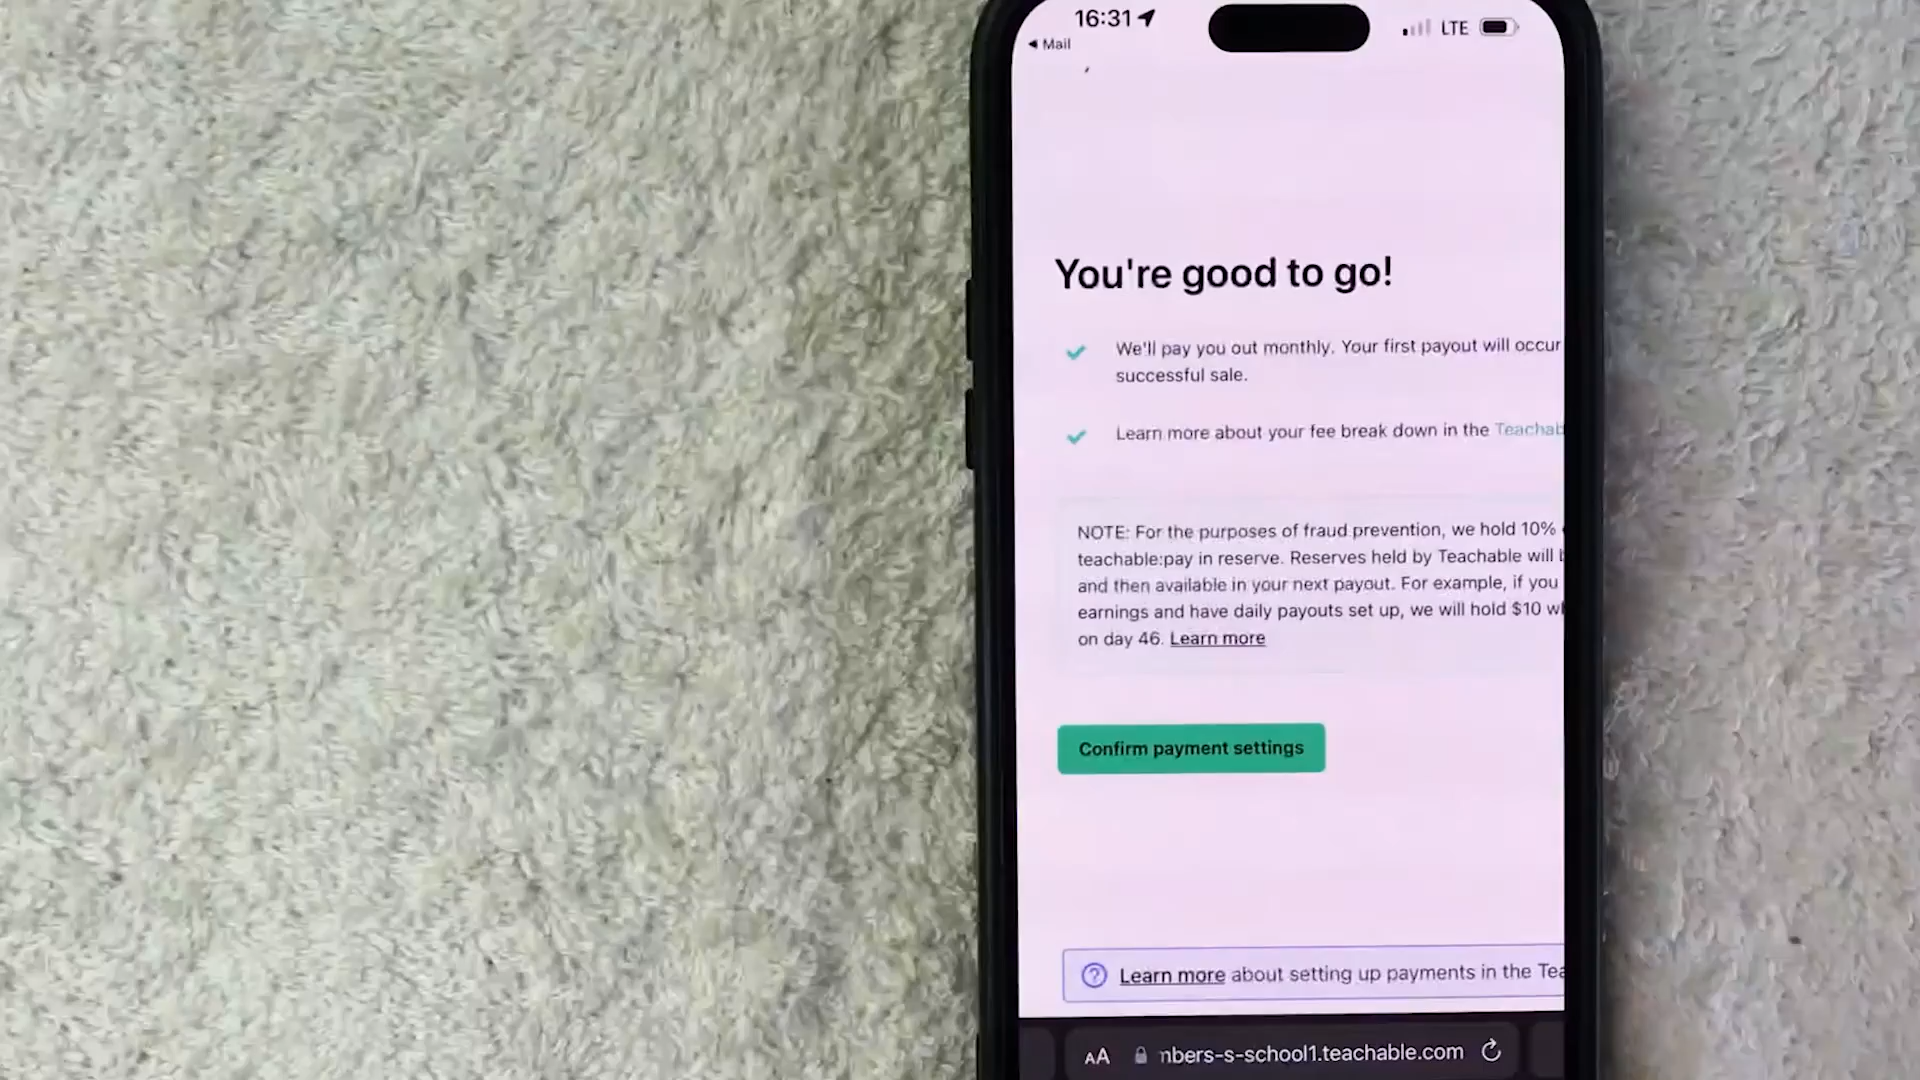 16:31
LTE
Mail
You're good to go!
We'll pay you out monthly. Your first payout will occur
successful sale.
Learn more about your fee break down in the Teachab
NOTE: For the purposes of fraud prevention, we hold 10%
teachable:pay in reserve. Reserves held by Teachable will
and then available in your next payout. For example, if you
earnings and have daily payouts set up, we will hold $10
on day 46. Learn more
Confirm payment settings
Learn more about setting up payments in the Tea
AA
nbers-s-school1.teachable.com